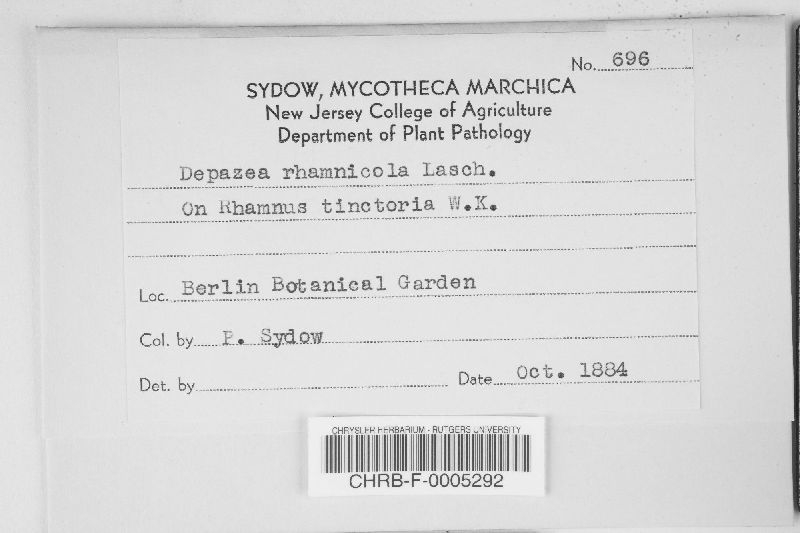 No. 696
SYDOW, MYCOTHECA MARCHICA
New Jersey College of Agriculture
Department of Plant Pathology
Depazea rhamnicola Lasch.
On Rhamnus tinctoria W.K.
Loc. Berlin Botanical Garden
Col. by P. Sydow
Det. by
Date Oct. 1884
CHRYSLER HERBARIUM - RUTGERS UNIVERSITY
CHRB-F-0005292